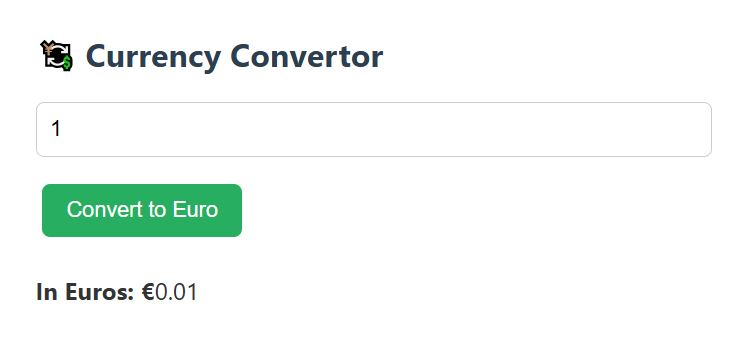 Currency Convertor
1
Convert to Euro
In Euros: €0.01